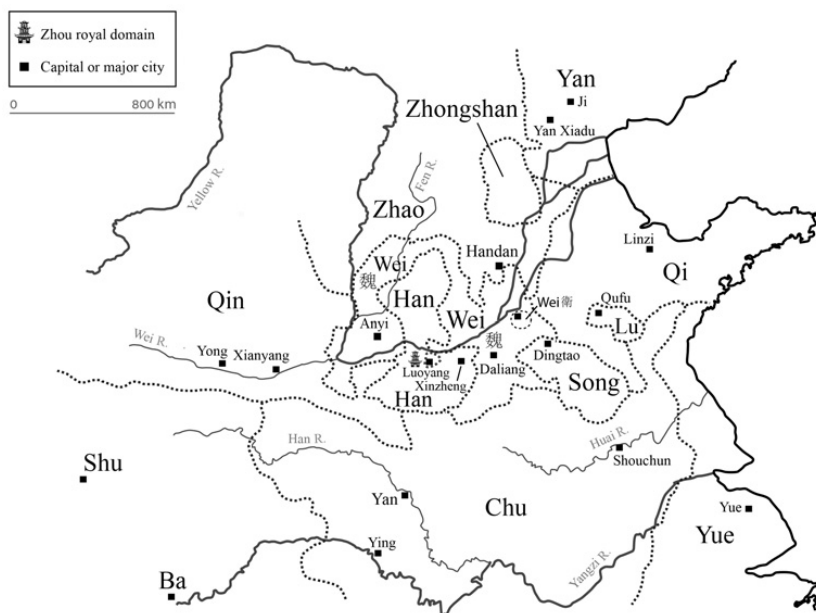 Zhou royal domain
Capital or major city
0 800 km
Yan
Ji
Yan Xiadu
Zhongshan
Yellow R.
Fen R.
Zhao
Wei
魏
Han
Handan
Linzi
Qi
Qin
Anyi
Wei
魏
Wei 衛
Qufu
Lu
Wei R.
Yong
Xianyang
Luoyang
Xinzheng
Daliang
Dingtao
Han
Song
Han R.
Huai R.
Shouchun
Shu
Yan
Chu
Yue
Yue
Ying
Yangzi R.
Ba